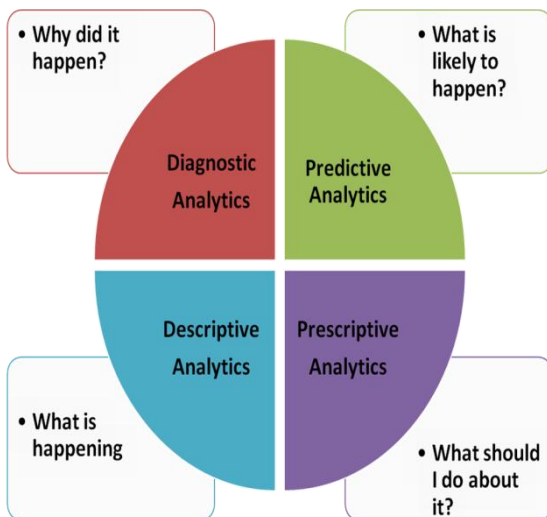 • Why did it
happen?
• What is
likely to
happen?
Diagnostic
Analytics
Predictive
Analytics
Descriptive
Analytics
Prescriptive
Analytics
• What is
happening
• What should
I do about
it?